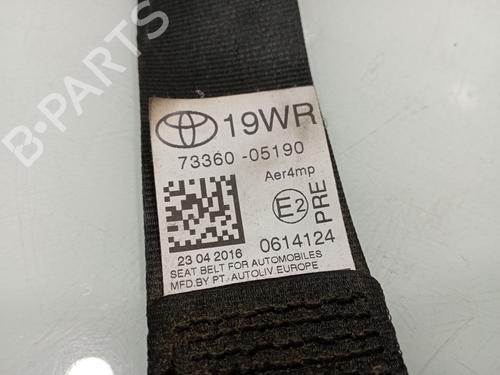 19WR
73360 -05190
Aer4mp
E2
PRE
23 04 2016
0614124
SEAT BELT FOR AUTOMOBILES
MFD.BY PT. AUTOLIV EUROPE
B-PARTS